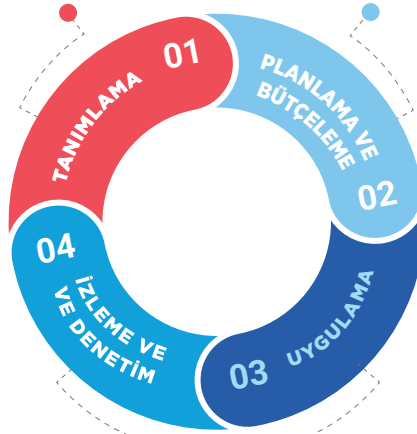 01
TANIMLAMA
PLANLAMA VE
BÜTÇELEME
02
03
UYGULAMA
04
İZLEME VE
VE DENETİM